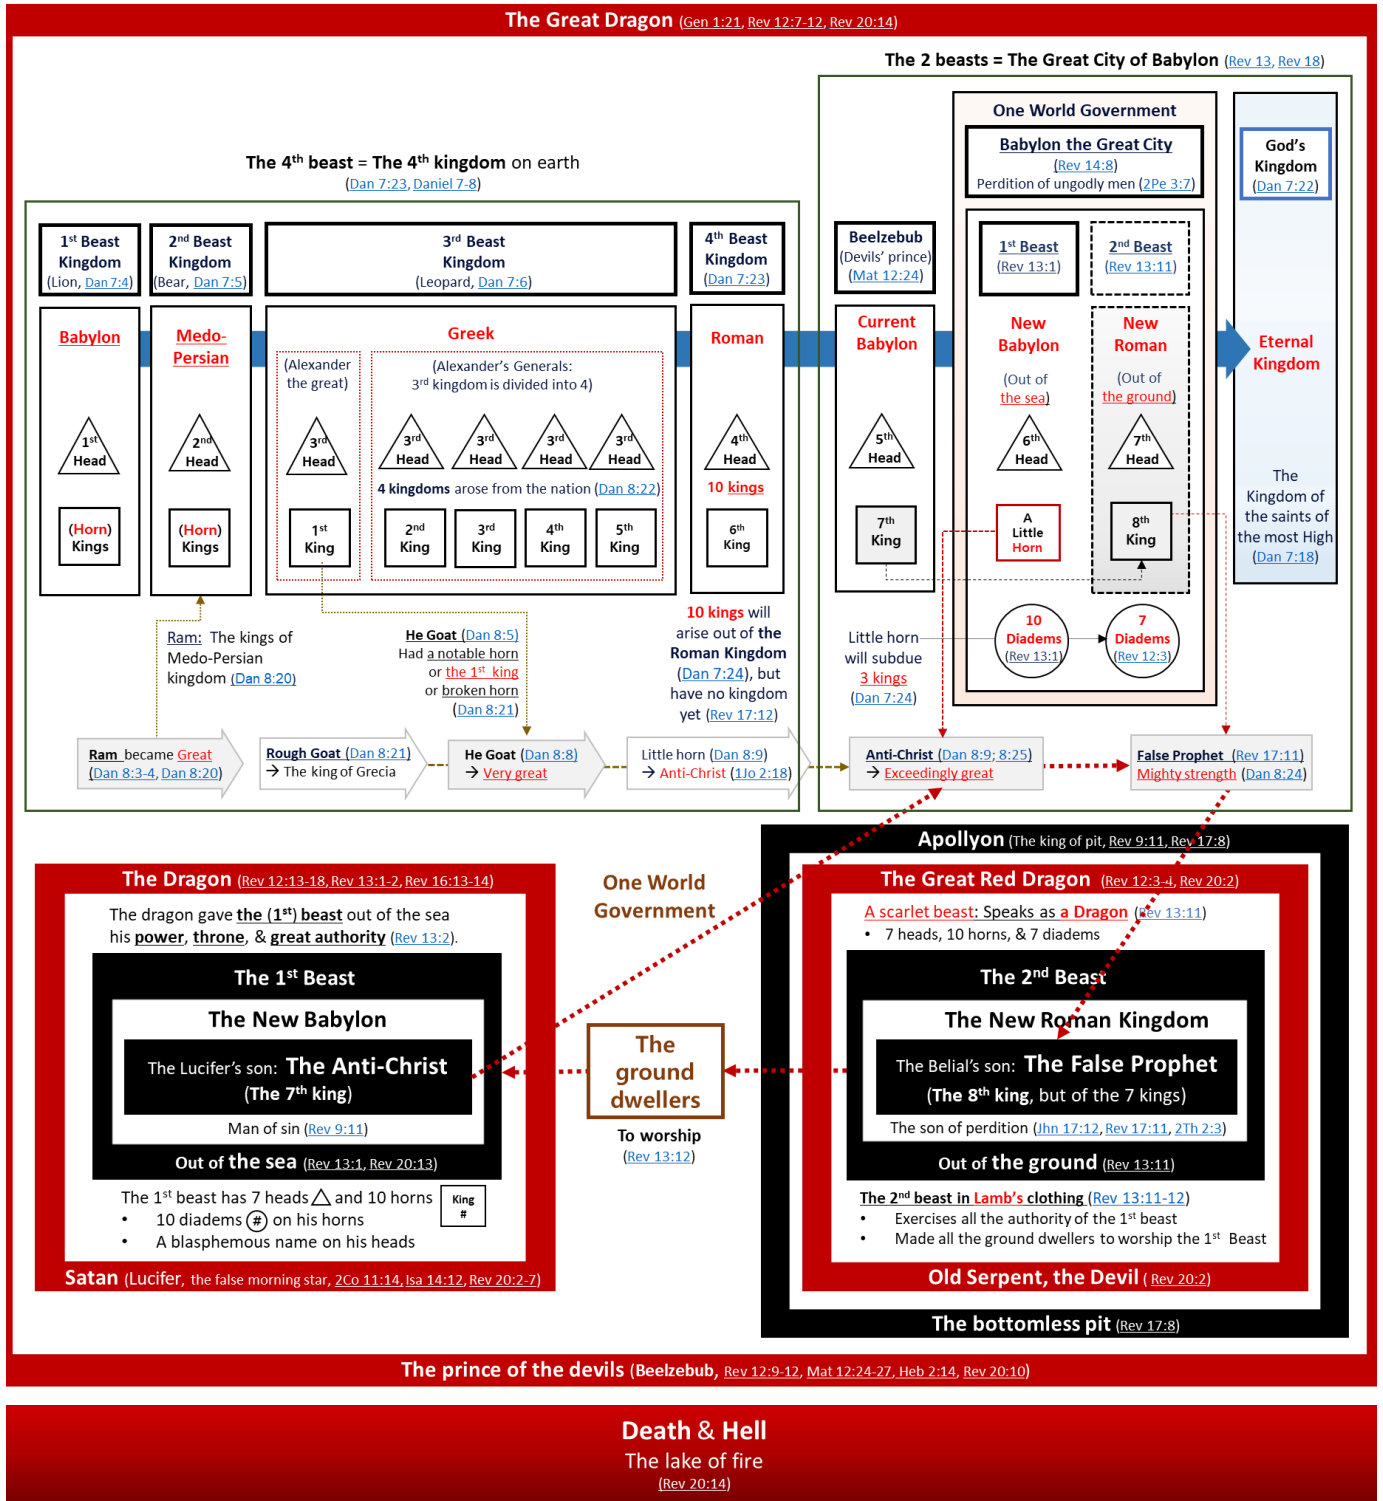 The Great Dragon (Gen 1:21, Rev 12:7-12, Rev 20:14)
The 2 beasts = The Great City of Babylon (Rev 13, Rev 18)
The 4th beast = The 4th kingdom on earth
(Dan 7:23, Daniel 7-8)
1st Beast
Kingdom
(Lion, Dan 7:4)
2nd Beast
Kingdom
(Bear, Dan 7:5)
3rd Beast
Kingdom
(Leopard, Dan 7:6)
4th Beast
Kingdom
(Dan 7:23)
Babylon
Medo-
Persian
Greek
Roman
(Alexander
the great)
(Alexander's Generals:
3rd kingdom is divided into 4)
1st
Head
2nd
Head
3rd
Head
3rd
Head
3rd
Head
3rd
Head
3rd
Head
4th
Head
4 kingdoms arose from the nation (Dan 8:22)
10 kings
(Horn)
Kings
(Horn)
Kings
1st
King
2nd
King
3rd
King
4th
King
5th
King
6th
King
Ram: The kings of
Medo-Persian
kingdom (Dan 8:20)
He Goat (Dan 8:5)
Had a notable horn
or the 1st king
or broken horn
(Dan 8:21)
10 kings will
arise out of the
Roman Kingdom
(Dan 7:24), but
have no kingdom
yet (Rev 17:12)
Beelzebub
(Devils' prince)
(Mat 12:24)
Current
Babylon
5th
Head
7th
King
Little horn
will subdue
3 kings
(Dan 7:24)
One World Government
Babylon the Great City
(Rev 14:8)
Perdition of ungodly men (2Pe 3:7)
1st Beast
(Rev 13:1)
2nd Beast
(Rev 13:11)
New
Babylon
(Out of
the sea)
New
Roman
(Out of
the ground)
6th
Head
7th
Head
A
Little
Horn
8th
King
10
Diadems
(Rev 13:1)
7
Diadems
(Rev 12:3)
God's
Kingdom
(Dan 7:22)
Eternal
Kingdom
The
Kingdom of
the saints of
the most High
(Dan 7:18)
Ram became Great
(Dan 8:3-4, Dan 8:20)
Rough Goat (Dan 8:21)
→ The king of Grecia
He Goat (Dan 8:8)
→ Very great
Little horn (Dan 8:9)
→ Anti-Christ (1Jo 2:18)
Anti-Christ (Dan 8:9; 8:25)
→ Exceedingly great
False Prophet (Rev 17:11)
Mighty strength (Dan 8:24)
The Dragon (Rev 12:13-18, Rev 13:1-2, Rev 16:13-14)
The dragon gave the (1st) beast out of the sea
his power, throne, & great authority (Rev 13:2).
The 1st Beast
The New Babylon
The Lucifer's son: The Anti-Christ
(The 7th king)
Man of sin (Rev 9:11)
Out of the sea (Rev 13:1, Rev 20:13)
The 1st beast has 7 heads △ and 10 horns
King
#
• 10 diadems (#) on his horns
• A blasphemous name on his heads
Satan (Lucifer, the false morning star, 2Co 11:14, Isa 14:12, Rev 20:2-7)
One World
Government
The
ground
dwellers
To worship
(Rev 13:12)
Apollyon (The king of pit, Rev 9:11, Rev 17:8)
The Great Red Dragon (Rev 12:3-4, Rev 20:2)
A scarlet beast: Speaks as a Dragon (Rev 13:11)
• 7 heads, 10 horns, & 7 diadems
The 2nd Beast
The New Roman Kingdom
The Belial's son: The False Prophet
(The 8th king, but of the 7 kings)
The son of perdition (Jhn 17:12, Rev 17:11, 2Th 2:3)
Out of the ground (Rev 13:11)
The 2nd beast in Lamb's clothing (Rev 13:11-12)
• Exercises all the authority of the 1st beast
• Made all the ground dwellers to worship the 1st Beast
Old Serpent, the Devil ( Rev 20:2)
The bottomless pit (Rev 17:8)
The prince of the devils (Beelzebub, Rev 12:9-12, Mat 12:24-27, Heb 2:14, Rev 20:10)
Death & Hell
The lake of fire
(Rev 20:14)